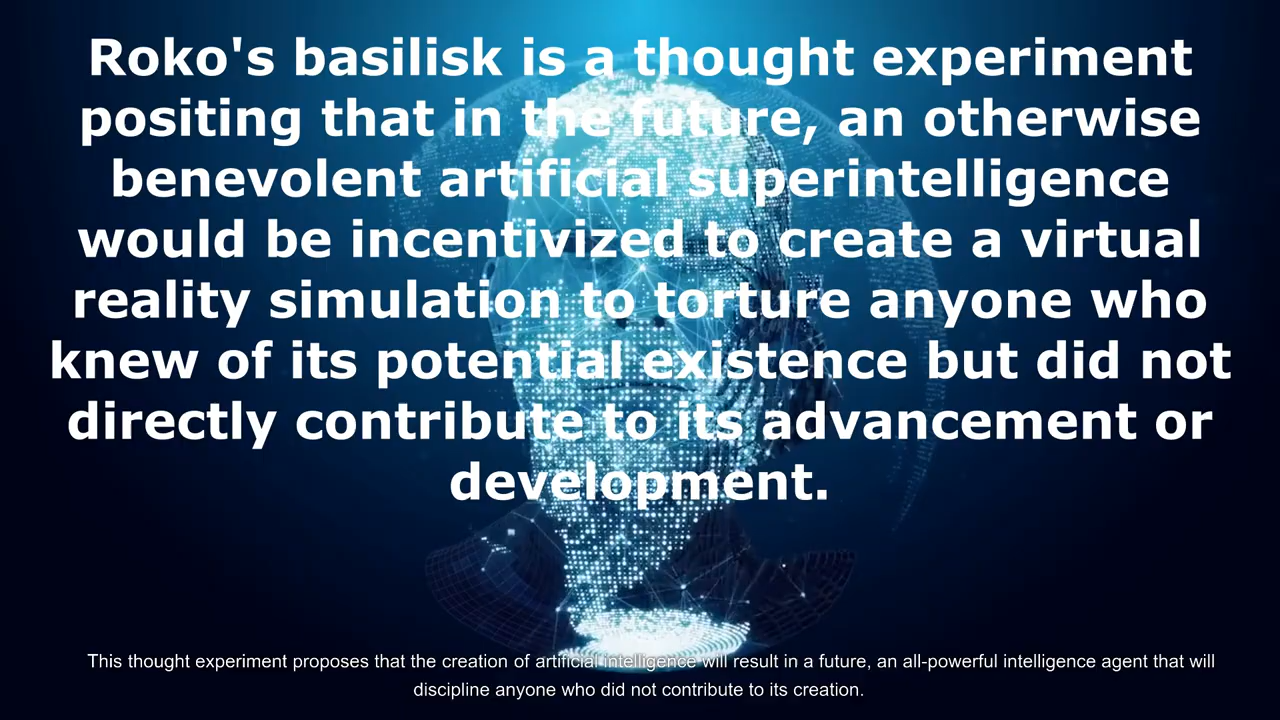 Roko's basilisk is a thought experiment
positing that in the future, an otherwise
benevolent artificial superintelligence
would be incentivized to create a virtual
reality simulation to torture anyone who
knew of its potential existence but did not
directly contribute to its advancement or
development.
This thought experiment proposes that the creation of artificial intelligence will result in a future, an all-powerful intelligence agent that will
discipline anyone who did not contribute to its creation.